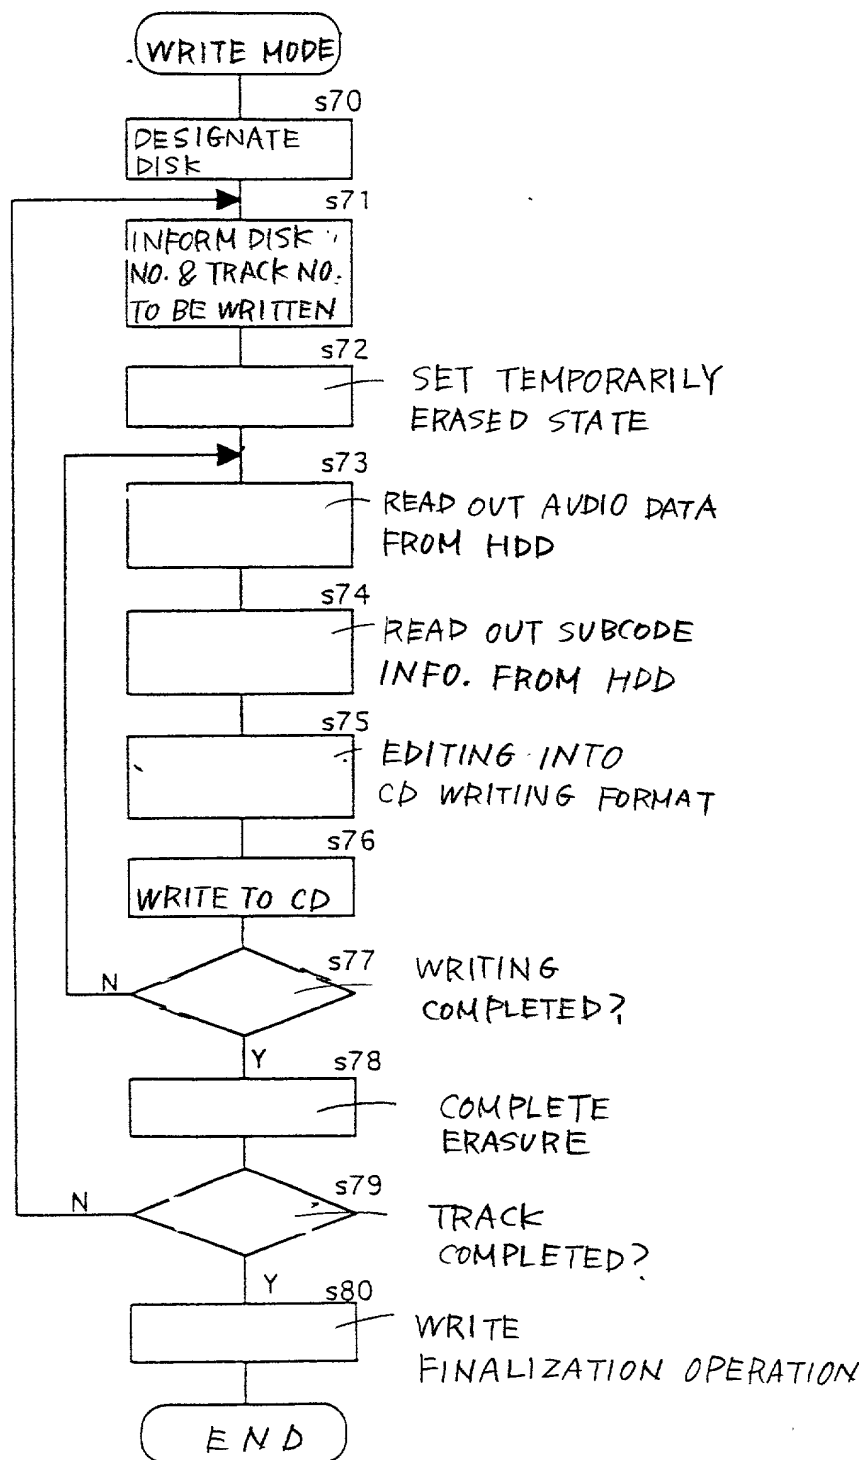 WRITE MODE
s70
DESIGNATE
DISK
s71
INFORM DISK
NO. & TRACK NO.
TO BE WRITTEN
s72
SET TEMPORARILY
ERASED STATE
s73
READ OUT AUDIO DATA
FROM HDD
s74
READ OUT SUBCODE
INFO. FROM HDD
s75
EDITING INTO
CD WRITING FORMAT
s76
WRITE TO CD
s77
WRITING
COMPLETED?
N
Y
s78
COMPLETE
ERASURE
s79
TRACK
COMPLETED?
N
Y
s80
WRITE
FINALIZATION OPERATION
END